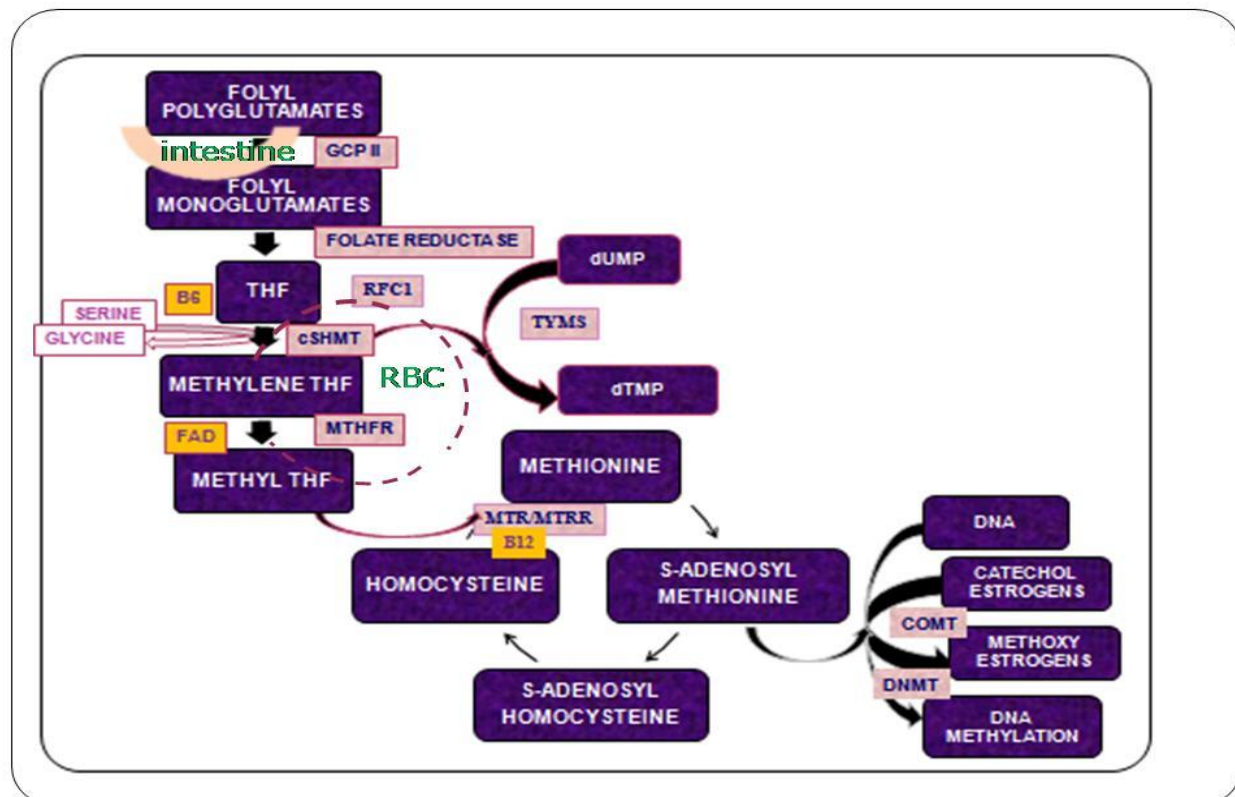 FOLYL
POLYGLUTAMATES
intestine
GCP II
FOLYL
MONOGLUTAMATES
FOLATE REDUCTASE
dUMP
THF
B6
RFC1
SERINE
TYMS
GLYCINE
cSHMT
METHYLENE THF
RBC
dTMP
MTHFR
FAD
METHIONINE
METHYL THF
MTR/MTRR
B12
DNA
HOMOCYSTEINE
S-ADENOSYL
METHIONINE
CATECHOL
ESTROGENS
COMT
METHOXY
ESTROGENS
DNMT
S-ADENOSYL
HOMOCYSTEINE
DNA
METHYLATION